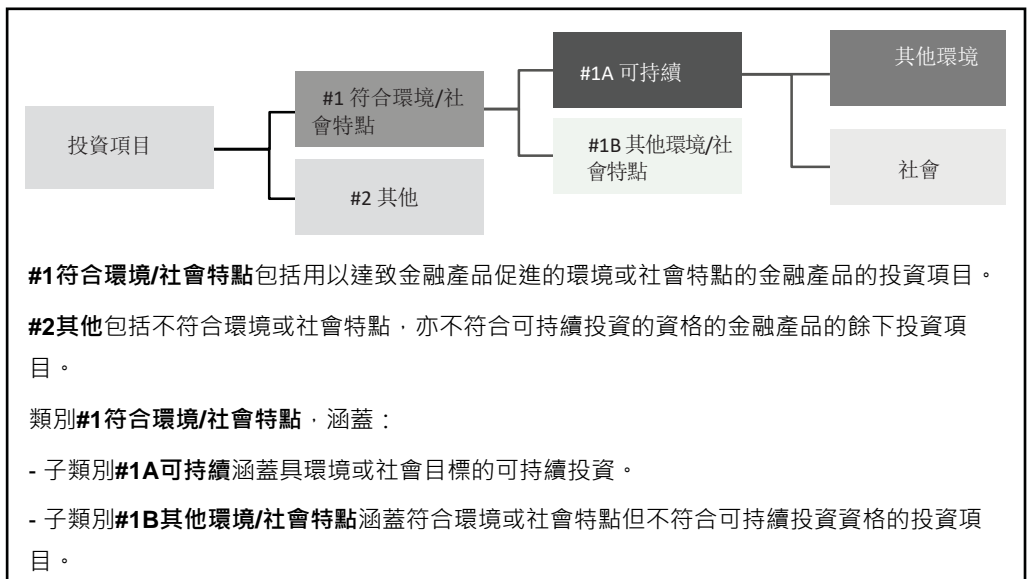 投資項目
#1 符合環境/社
會特點
#2 其他
#1A 可持續
#1B 其他環境/社
會特點
其他環境
社會
#1符合環境/社會特點包括用以達致金融產品促進的環境或社會特點的金融產品的投資項目。
#2其他包括不符合環境或社會特點，亦不符合可持續投資的資格的金融產品的餘下投資項
目。
類別#1符合環境/社會特點，涵蓋：
- 子類別#1A可持續涵蓋具環境或社會目標的可持續投資。
- 子類別#1B其他環境/社會特點涵蓋符合環境或社會特點但不符合可持續投資資格的投資項
目。